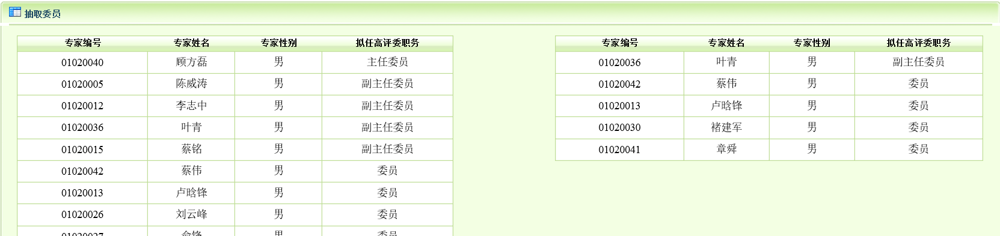 抽取委员
专家编号 专家姓名 专家性别 拟任高评委职务
01020040 顾方磊 男 主任委员
01020005 陈威涛 男 副主任委员
01020012 李志中 男 副主任委员
01020036 叶青 男 副主任委员
01020015 蔡铭 男 副主任委员
01020042 蔡伟 男 委员
01020013 卢晗锋 男 委员
01020026 刘云峰 男 委员
01020027 俞锋 男 委员
专家编号 专家姓名 专家性别 拟任高评委职务
01020036 叶青 男 副主任委员
01020042 蔡伟 男 委员
01020013 卢晗锋 男 委员
01020030 褚建军 男 委员
01020041 章舜 男 委员